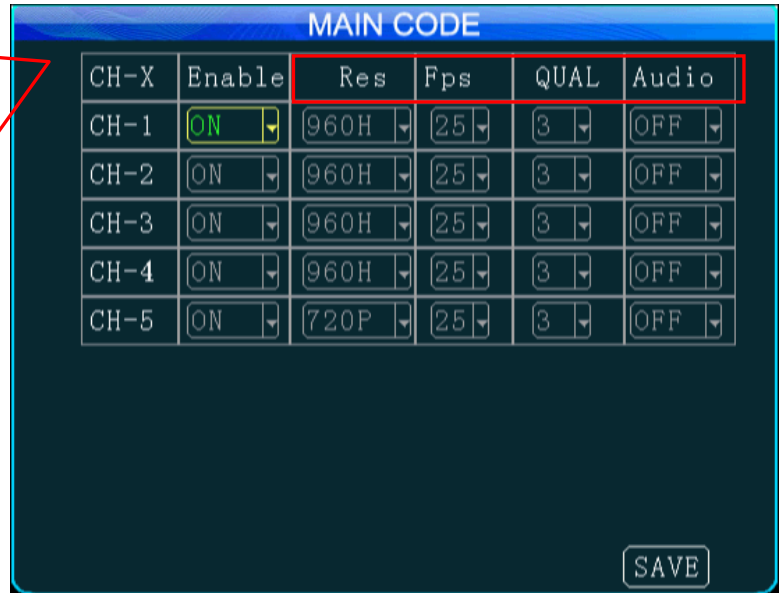 MAIN CODE
CH-X Enable Res Fps QUAL Audio
CH-1 ON 960H 25 3 OFF
CH-2 ON 960H 25 3 OFF
CH-3 ON 960H 25 3 OFF
CH-4 ON 960H 25 3 OFF
CH-5 ON 720P 25 3 OFF
SAVE